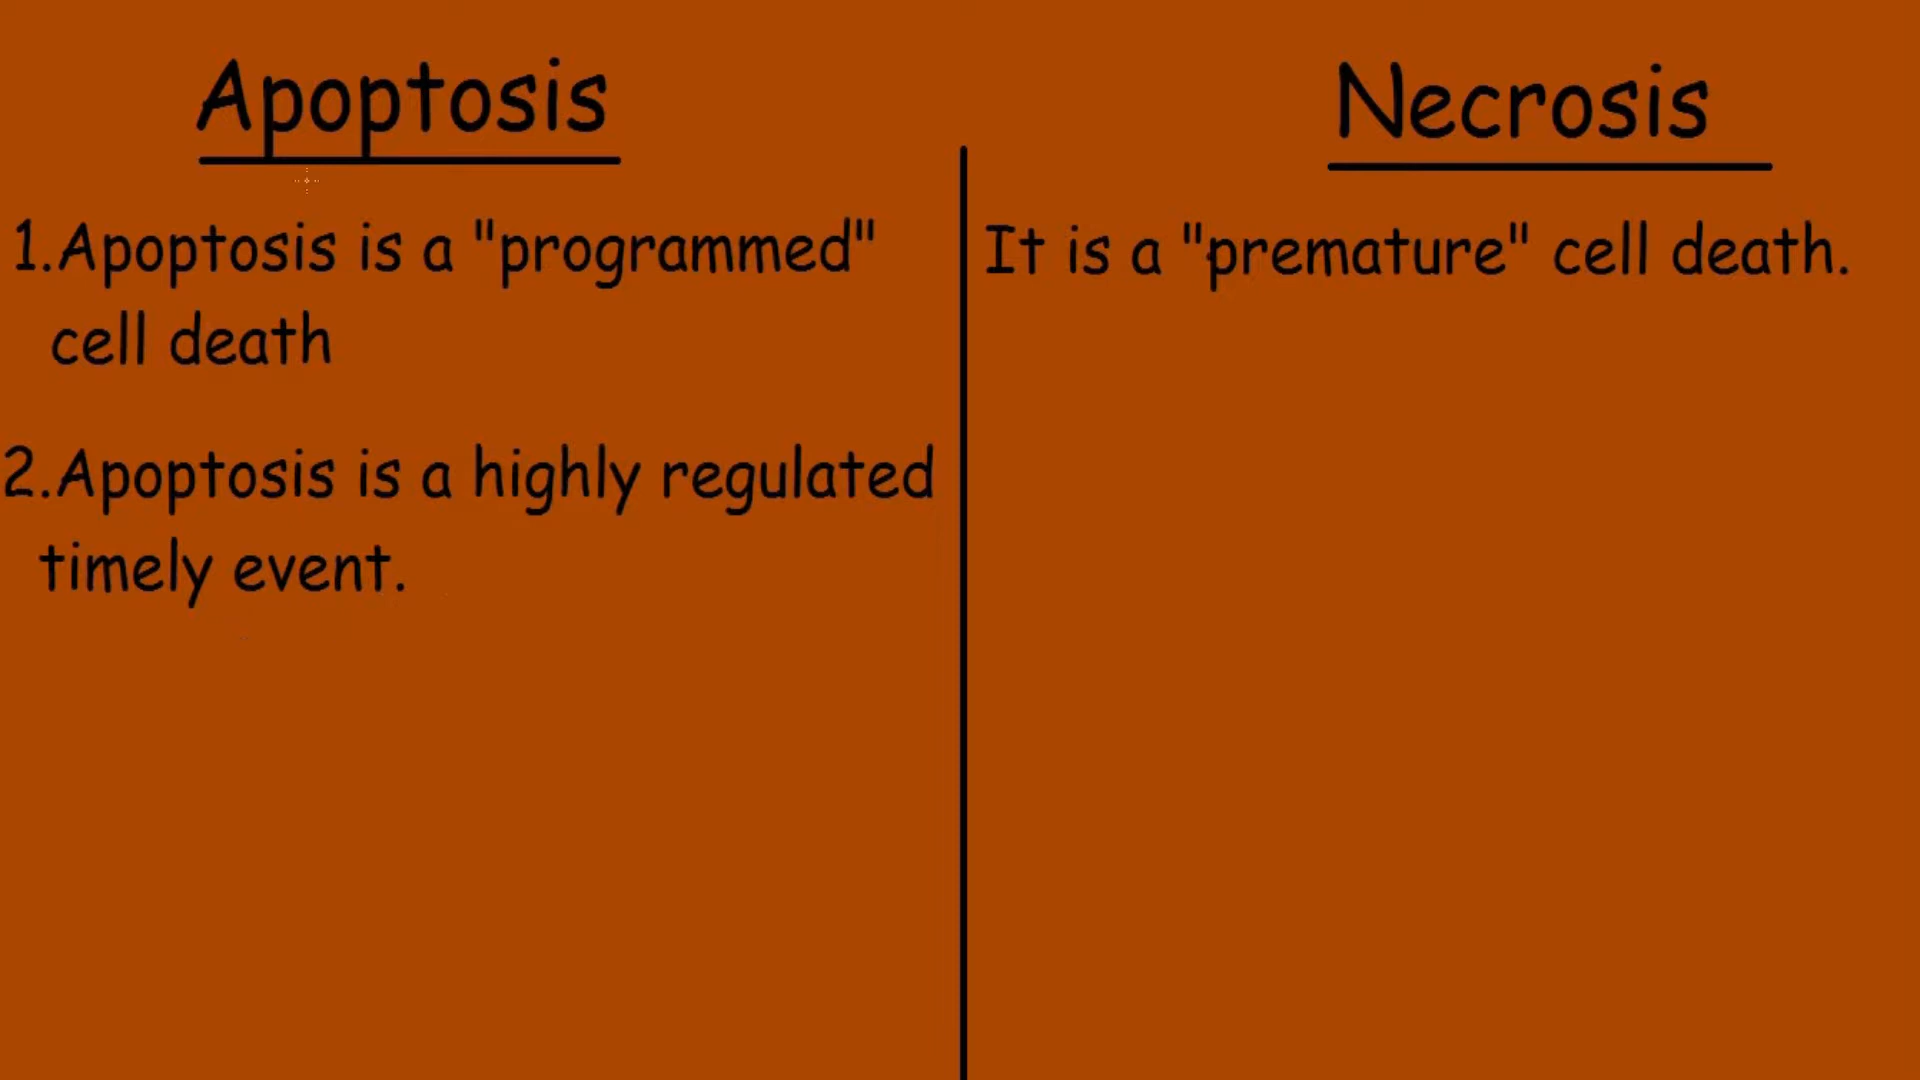 Apoptosis
1.Apoptosis is a "programmed"
cell death
2.Apoptosis is a highly regulated
timely event.
Necrosis
It is a "premature" cell death.